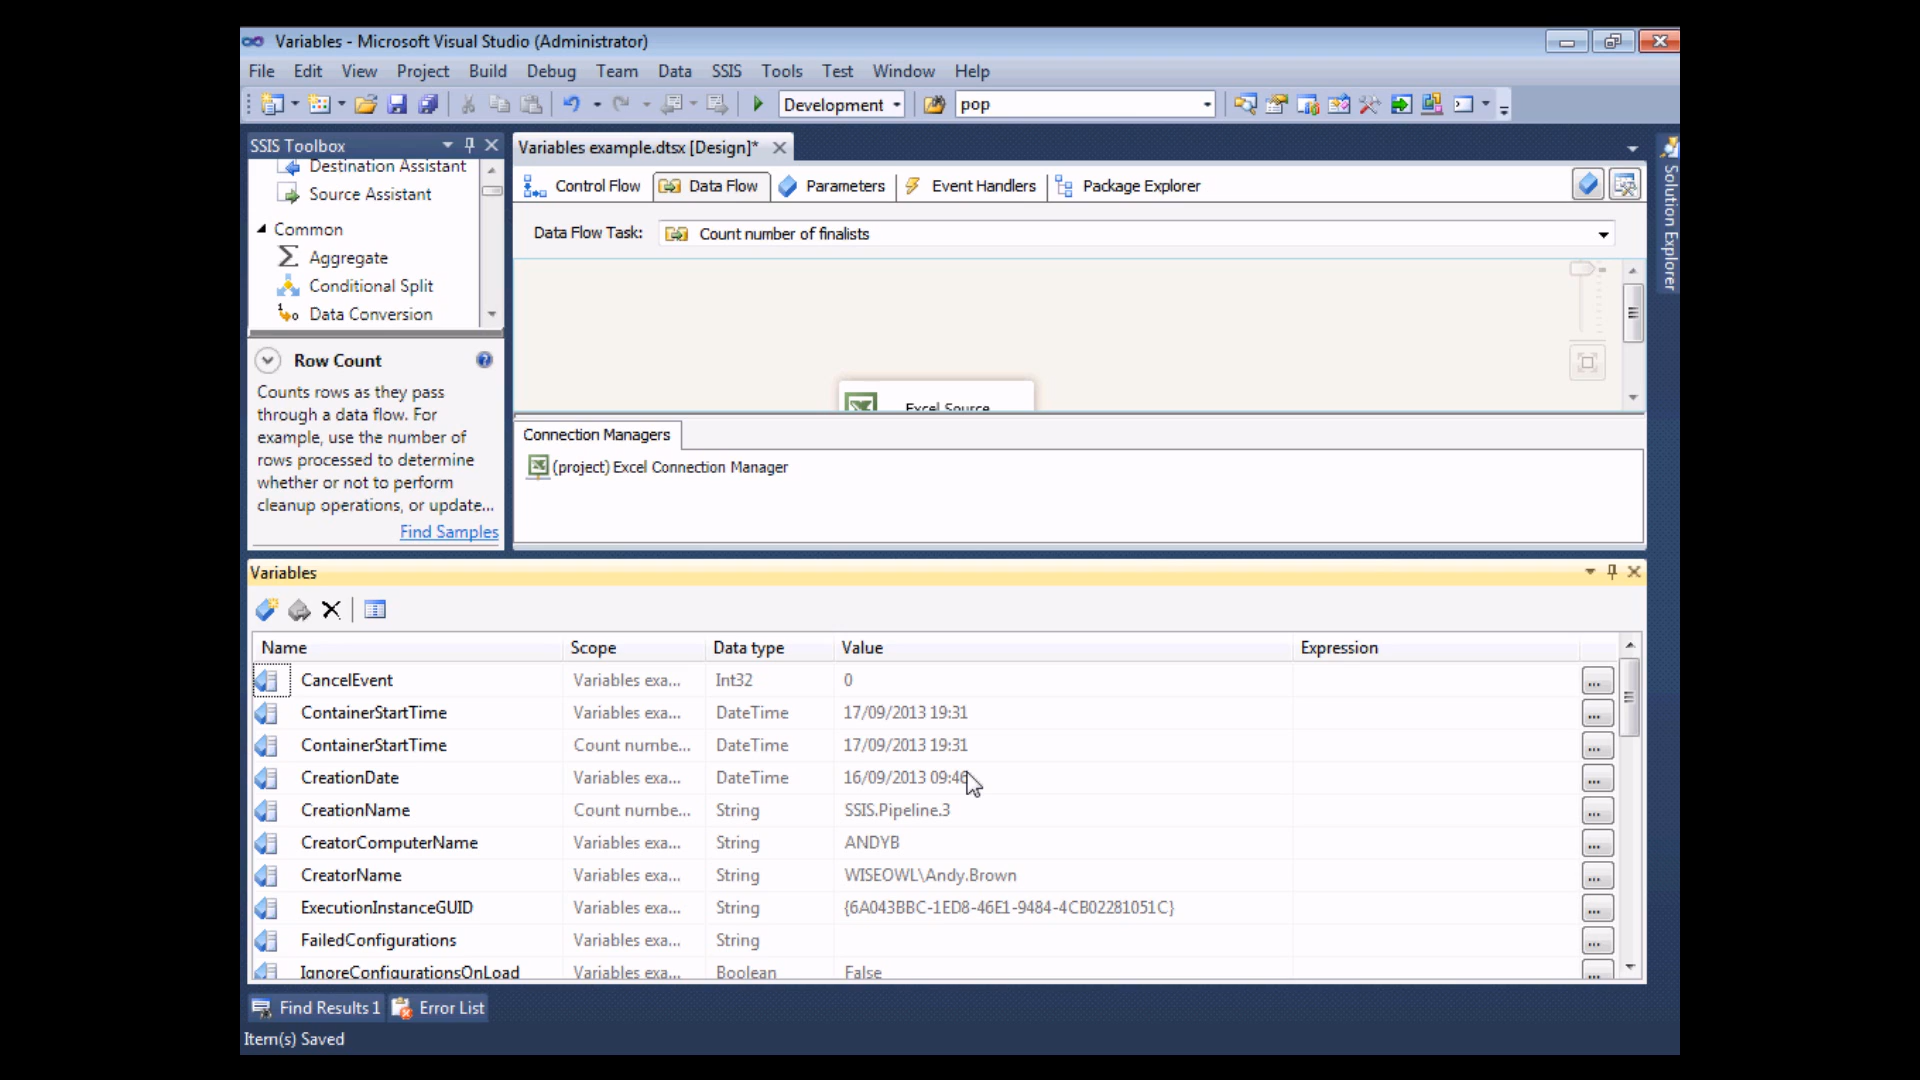 Variables - Microsoft Visual Studio (Administrator)
File Edit View Project Build Debug Team Data SSIS Tools Test Window Help
Development pop
SSIS Toolbox
Destination Assistant
Source Assistant
Common
Aggregate
Conditional Split
Data Conversion
Row Count
Counts rows as they pass
through a data flow. For
example, use the number of
rows processed to determine
whether or not to perform
cleanup operations, or update...
Find Samples
Variables example.dtsx [Design]*
Control Flow Data Flow Parameters Event Handlers Package Explorer
Data Flow Task: Count number of finalists
Excel Source
Connection Managers
(project) Excel Connection Manager
Solution Explorer
Variables
Name Scope Data type Value Expression
CancelEvent Variables exa... Int32 0 ...
ContainerStartTime Variables exa... DateTime 17/09/2013 19:31 ...
ContainerStartTime Count numbe... DateTime 17/09/2013 19:31 ...
CreationDate Variables exa... DateTime 16/09/2013 09:46 ...
CreationName Count numbe... String SSIS.Pipeline.3 ...
CreatorComputerName Variables exa... String ANDYB ...
CreatorName Variables exa... String WISEOWL\Andy.Brown ...
ExecutionInstanceGUID Variables exa... String {6A043BBC-1ED8-46E1-9484-4CB02281051C} ...
FailedConfigurations Variables exa... String ...
IgnoreConfigurationsOnLoad Variables exa... Boolean False ...
Find Results 1 Error List
Item(s) Saved